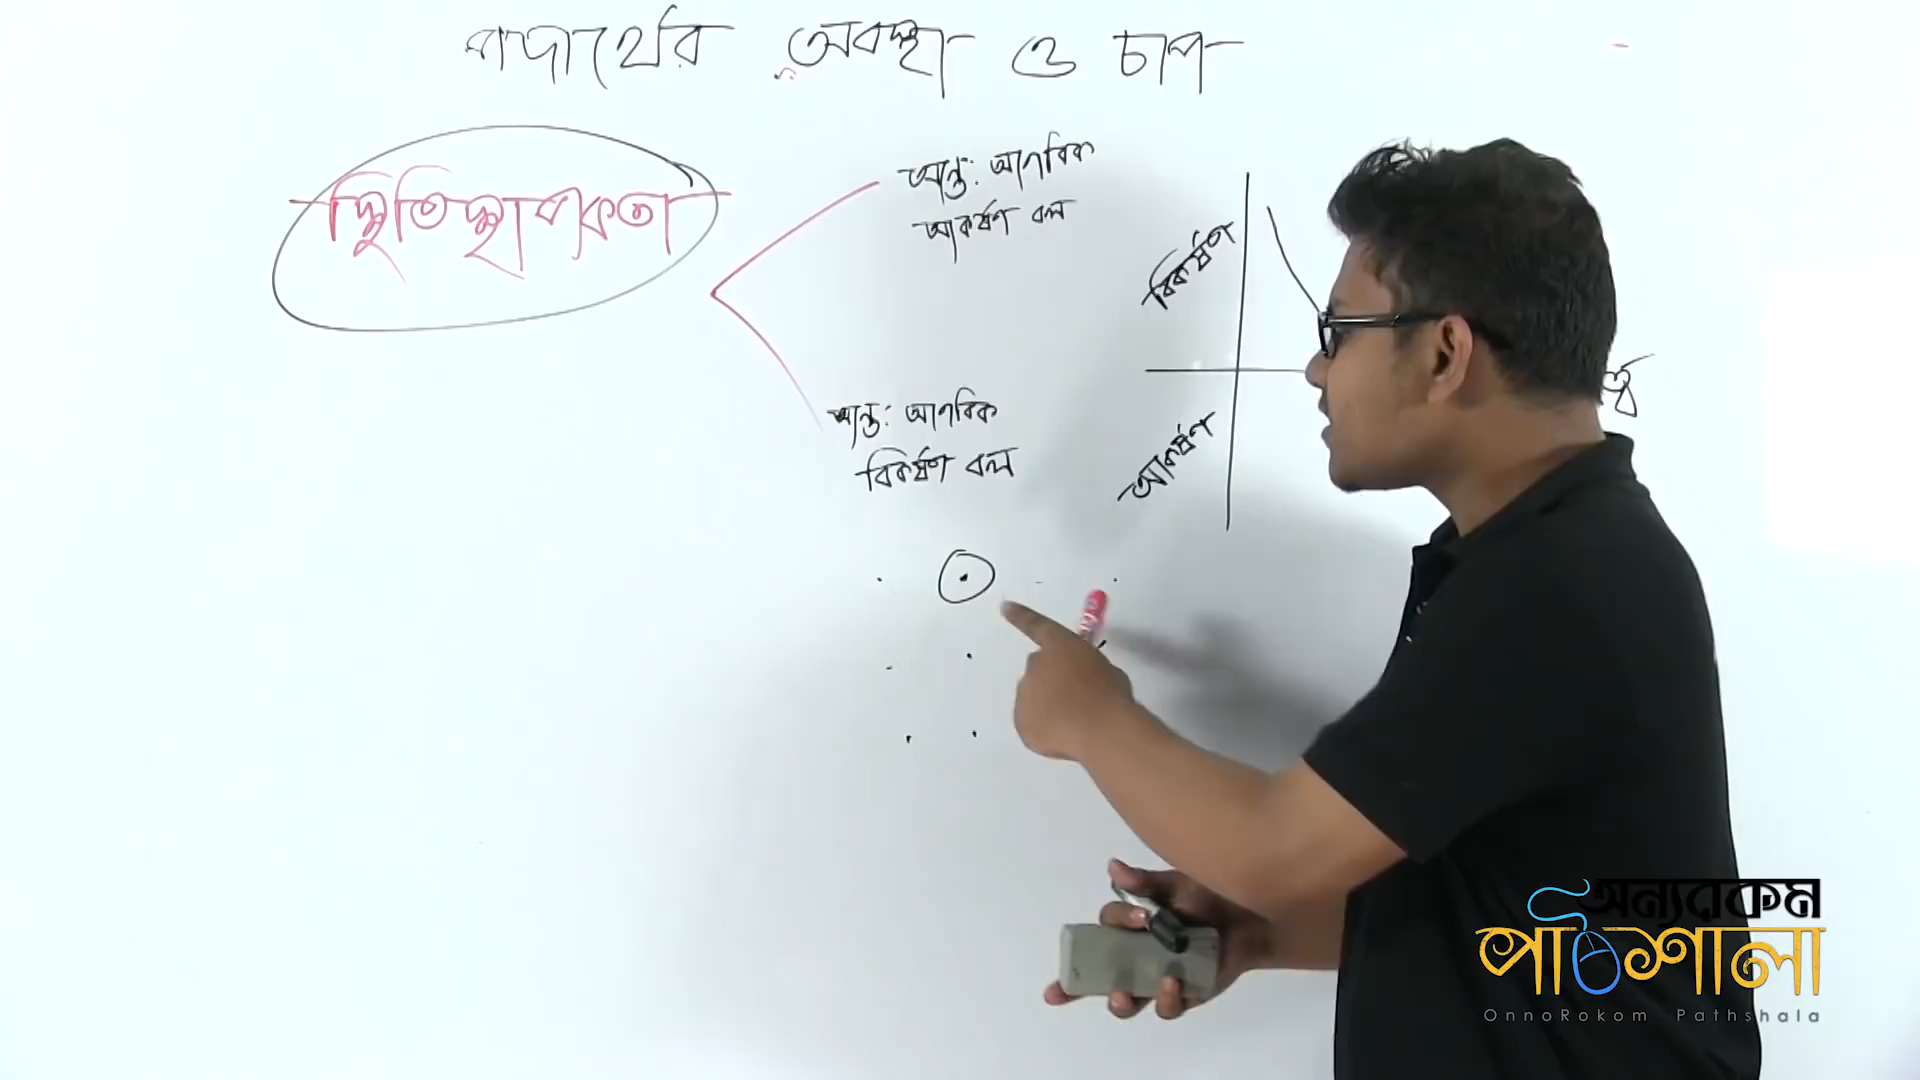 পদার্থের অবস্থা ও চাপ
স্থিতিস্থাপকতা
আন্ত: আণবিক
আকর্ষণ বল
আন্ত: আণবিক
বিকর্ষণ বল
বিকর্ষণ
আকর্ষণ
অন্যরকম
পাঠশালা
OnnoRokom Pathshala